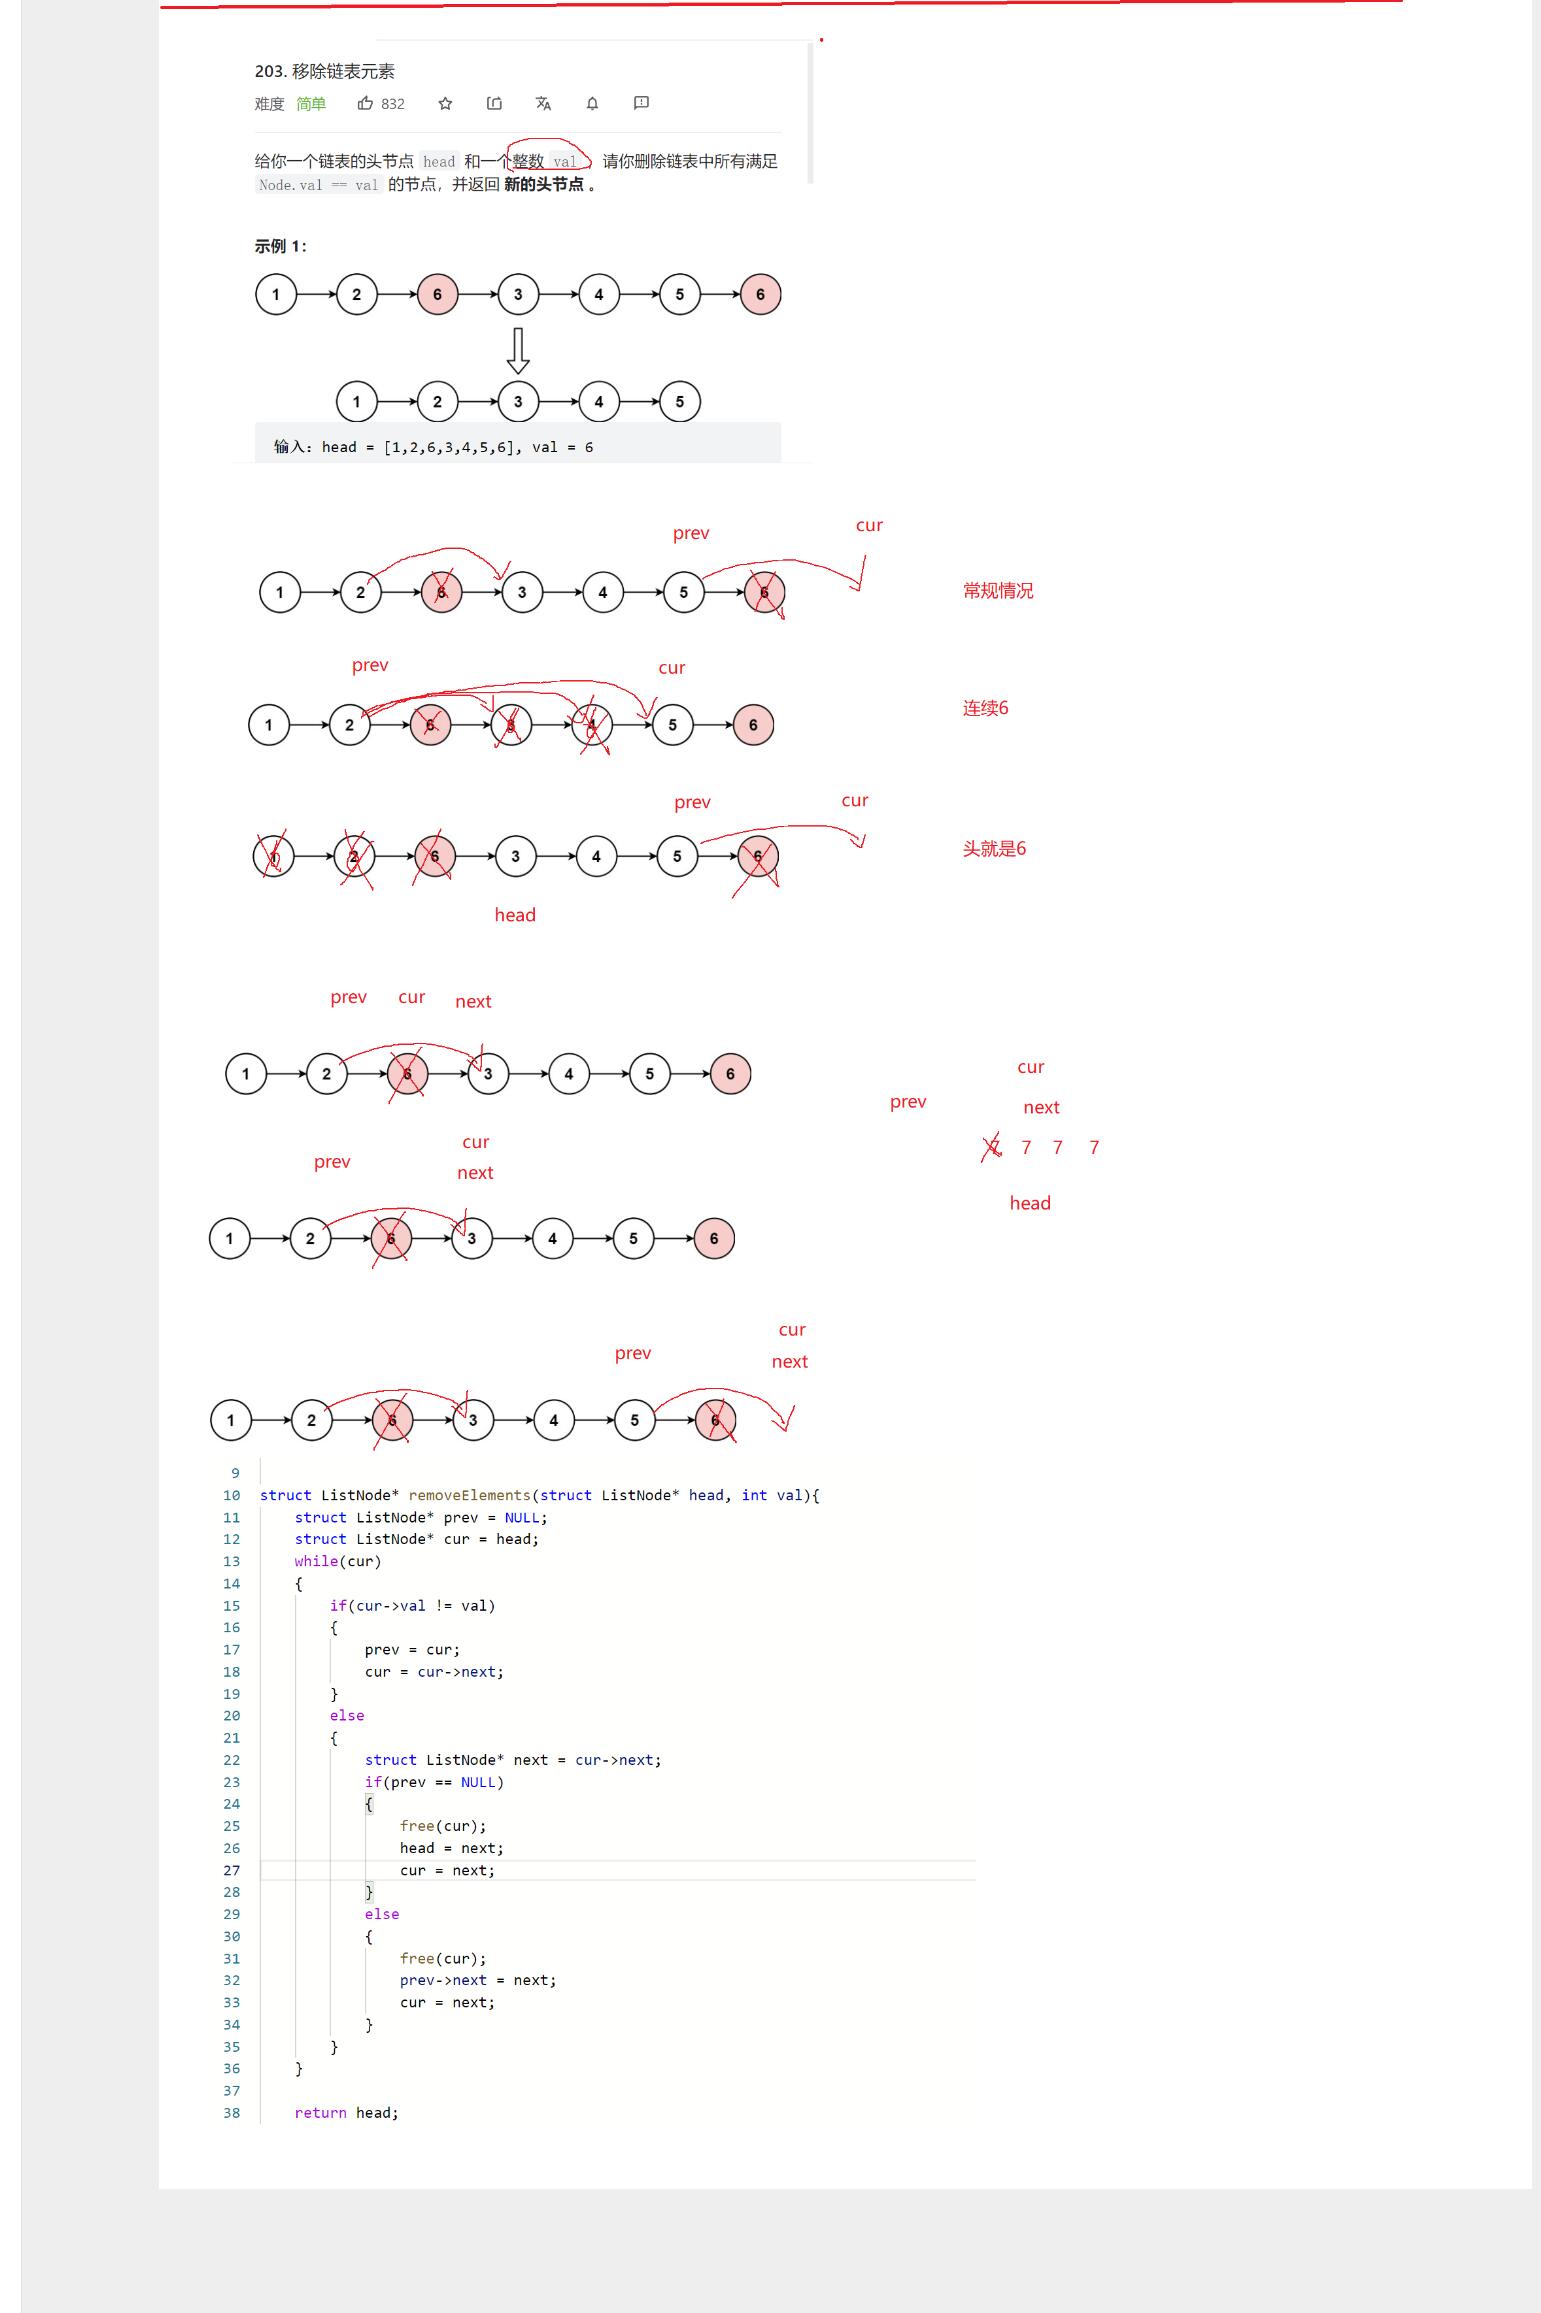 203. 移除链表元素
难度 简单 832
给你一个链表的头节点 head 和一个整数 val ，请你删除链表中所有满足
Node.val == val 的节点，并返回 新的头节点 。
示例 1：
1 2 6 3 4 5 6
1 2 3 4 5
输入：head = [1,2,6,3,4,5,6], val = 6
prev cur
1 2 6 3 4 5 6 常规情况
prev cur
1 2 6 5 6 连续6
prev cur
2 6 3 4 5 6 头就是6
head
prev cur next
1 2 6 3 4 5 6
cur
prev next
7 7 7 7
head
cur
prev
next
1 2 6 3 4 5 6
cur
prev next
1 2 6 3 4 5 6
9
10 struct ListNode* removeElements(struct ListNode* head, int val){
11 struct ListNode* prev = NULL;
12 struct ListNode* cur = head;
13 while(cur)
14 {
15 if(cur->val != val)
16 {
17 prev = cur;
18 cur = cur->next;
19 }
20 else
21 {
22 struct ListNode* next = cur->next;
23 if(prev == NULL)
24 {
25 free(cur);
26 head = next;
27 cur = next;
28 }
29 else
30 {
31 free(cur);
32 prev->next = next;
33 cur = next;
34 }
35 }
36 }
37
38 return head;